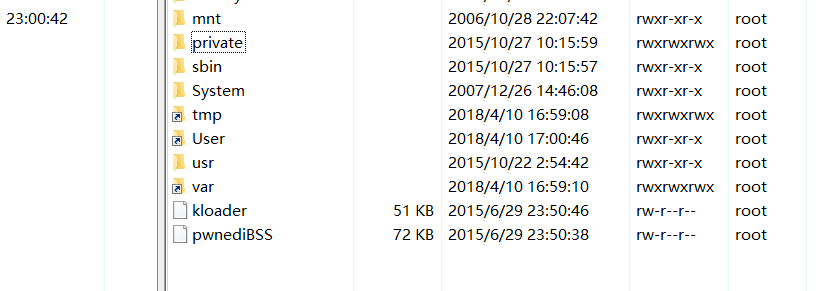 23:00:42
mnt 2006/10/28 22:07:42 rwxr-xr-x root
private 2015/10/27 10:15:59 rwxrwxrwx root
sbin 2015/10/27 10:15:57 rwxr-xr-x root
System 2007/12/26 14:46:08 rwxr-xr-x root
tmp 2018/4/10 16:59:08 rwxrwxrwx root
User 2018/4/10 17:00:46 rwxr-xr-x root
usr 2015/10/22 2:54:42 rwxr-xr-x root
var 2018/4/10 16:59:10 rwxrwxrwx root
kloader 51 KB 2015/6/29 23:50:46 rw-r--r-- root
pwnediBSS 72 KB 2015/6/29 23:50:38 rw-r--r-- root